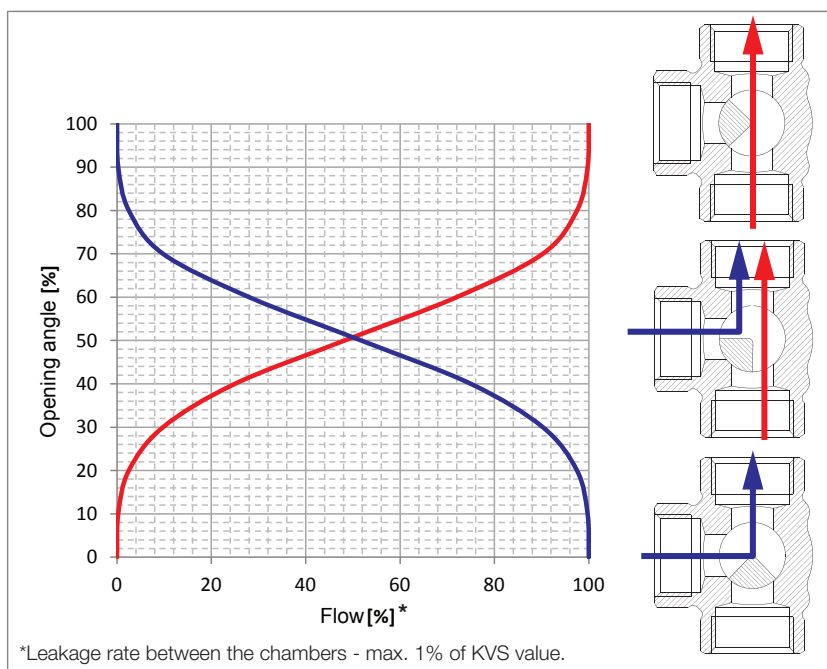 100
90
80
70
60
50
40
30
20
10
0
Opening angle [%]
0 20 40 60 80 100
Flow[%]*
*Leakage rate between the chambers - max. 1% of KVS value.